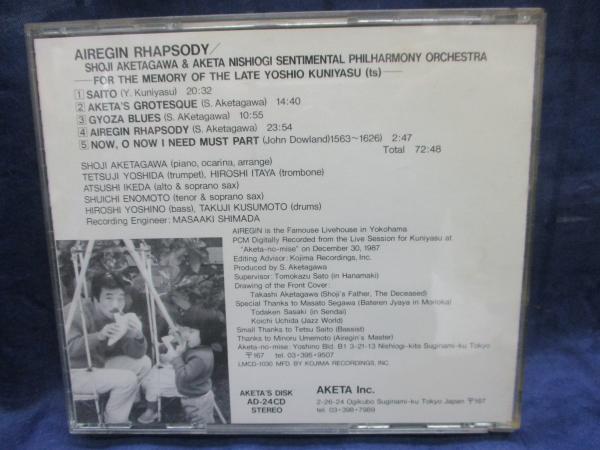 AIREGIN RHAPSODY/
SHOJI AKETAGAWA & AKETA NISHIOGI SENTIMENTAL PHILHARMONY ORCHESTRA
—FOR THE MEMORY OF THE LATE YOSHIO KUNIYASU (ts)—
1 SAITO (Y. Kuniyasu) 20:32
2 AKETA'S GROTESQUE (S. Aketagawa) 14:40
3 GYOZA BLUES (S. AKetagawa) 10:55
4 AIREGIN RHAPSODY (S. Aketagawa) 23:54
5 NOW, O NOW I NEED MUST PART (John Dowland)1563〜1626) 2:47
Total 72:48
SHOJI AKETAGAWA (piano, ocarina, arrange)
TETSUJI YOSHIDA (trumpet), HIROSHI ITAYA (trombone)
ATSUSHI IKEDA (alto & soprano sax)
SHUICHI ENOMOTO (tenor & soprano sax)
HIROSHI YOSHINO (bass), TAKUJI KUSUMOTO (drums)
Recording Engineer: MASAAKI SHIMADA
AIREGIN is the Famouse Livehouse in Yokohama
PCM Digitally Recorded from the Live Session for Kuniyasu at
"Aketa-no-mise" on December 30, 1987
Editing Advisor: Kojima Recordings, Inc.
Produced by S. Aketagawa
Supervisor: Tomokazu Sato (in Hanamaki)
Drawing of the Front Cover:
Takashi Aketagawa (Shoji's Father, The Deceased)
Special Thanks to Masato Segawa (Bateren Jyaya in Morioka)
Todaken Sasaki (in Sendai)
Koichi Uchida (Jazz World)
Small Thanks to Tetsu Saito (Bassist)
Thanks to Minoru Umemoto (Airegin's Master)
Aketa-no-mise: Yoshino Bld. B1 3-21-13 Nishiogi-kita Suginami-ku Tokyo
〒167 tel. 03-395-9507
LMCD-1030 MFD. BY KOJIMA RECORDINGS, INC.
AKETA'S DISK
AD-24CD
STEREO
AKETA Inc.
2-26-24 Ogikubo Suginami-ku Tokyo Japan 〒167
tel. 03-398-7989